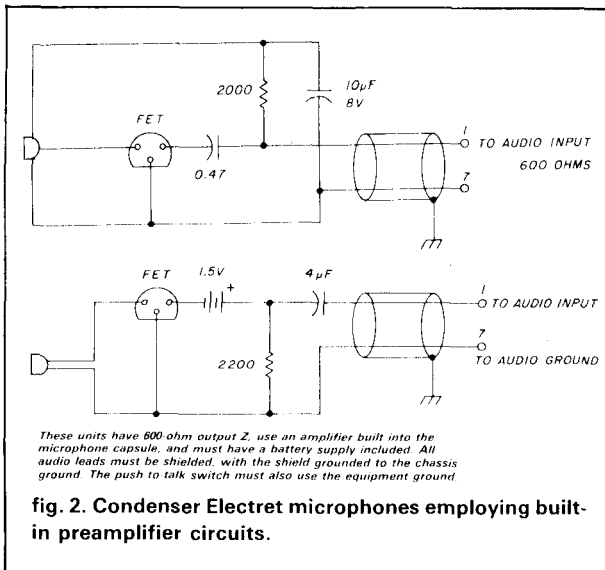 2000
10µF
8V
FET
0.47
1
TO AUDIO INPUT
600 OHMS
7
FET
1.5V
+
4µF
1
TO AUDIO INPUT
2200
7
TO AUDIO GROUND
These units have 600-ohm output Z, use an amplifier built into the
microphone capsule, and must have a battery supply included. All
audio leads must be shielded, with the shield grounded to the chassis
ground. The push to talk switch must also use the equipment ground.
fig. 2. Condenser Electret microphones employing built-
in preamplifier circuits.